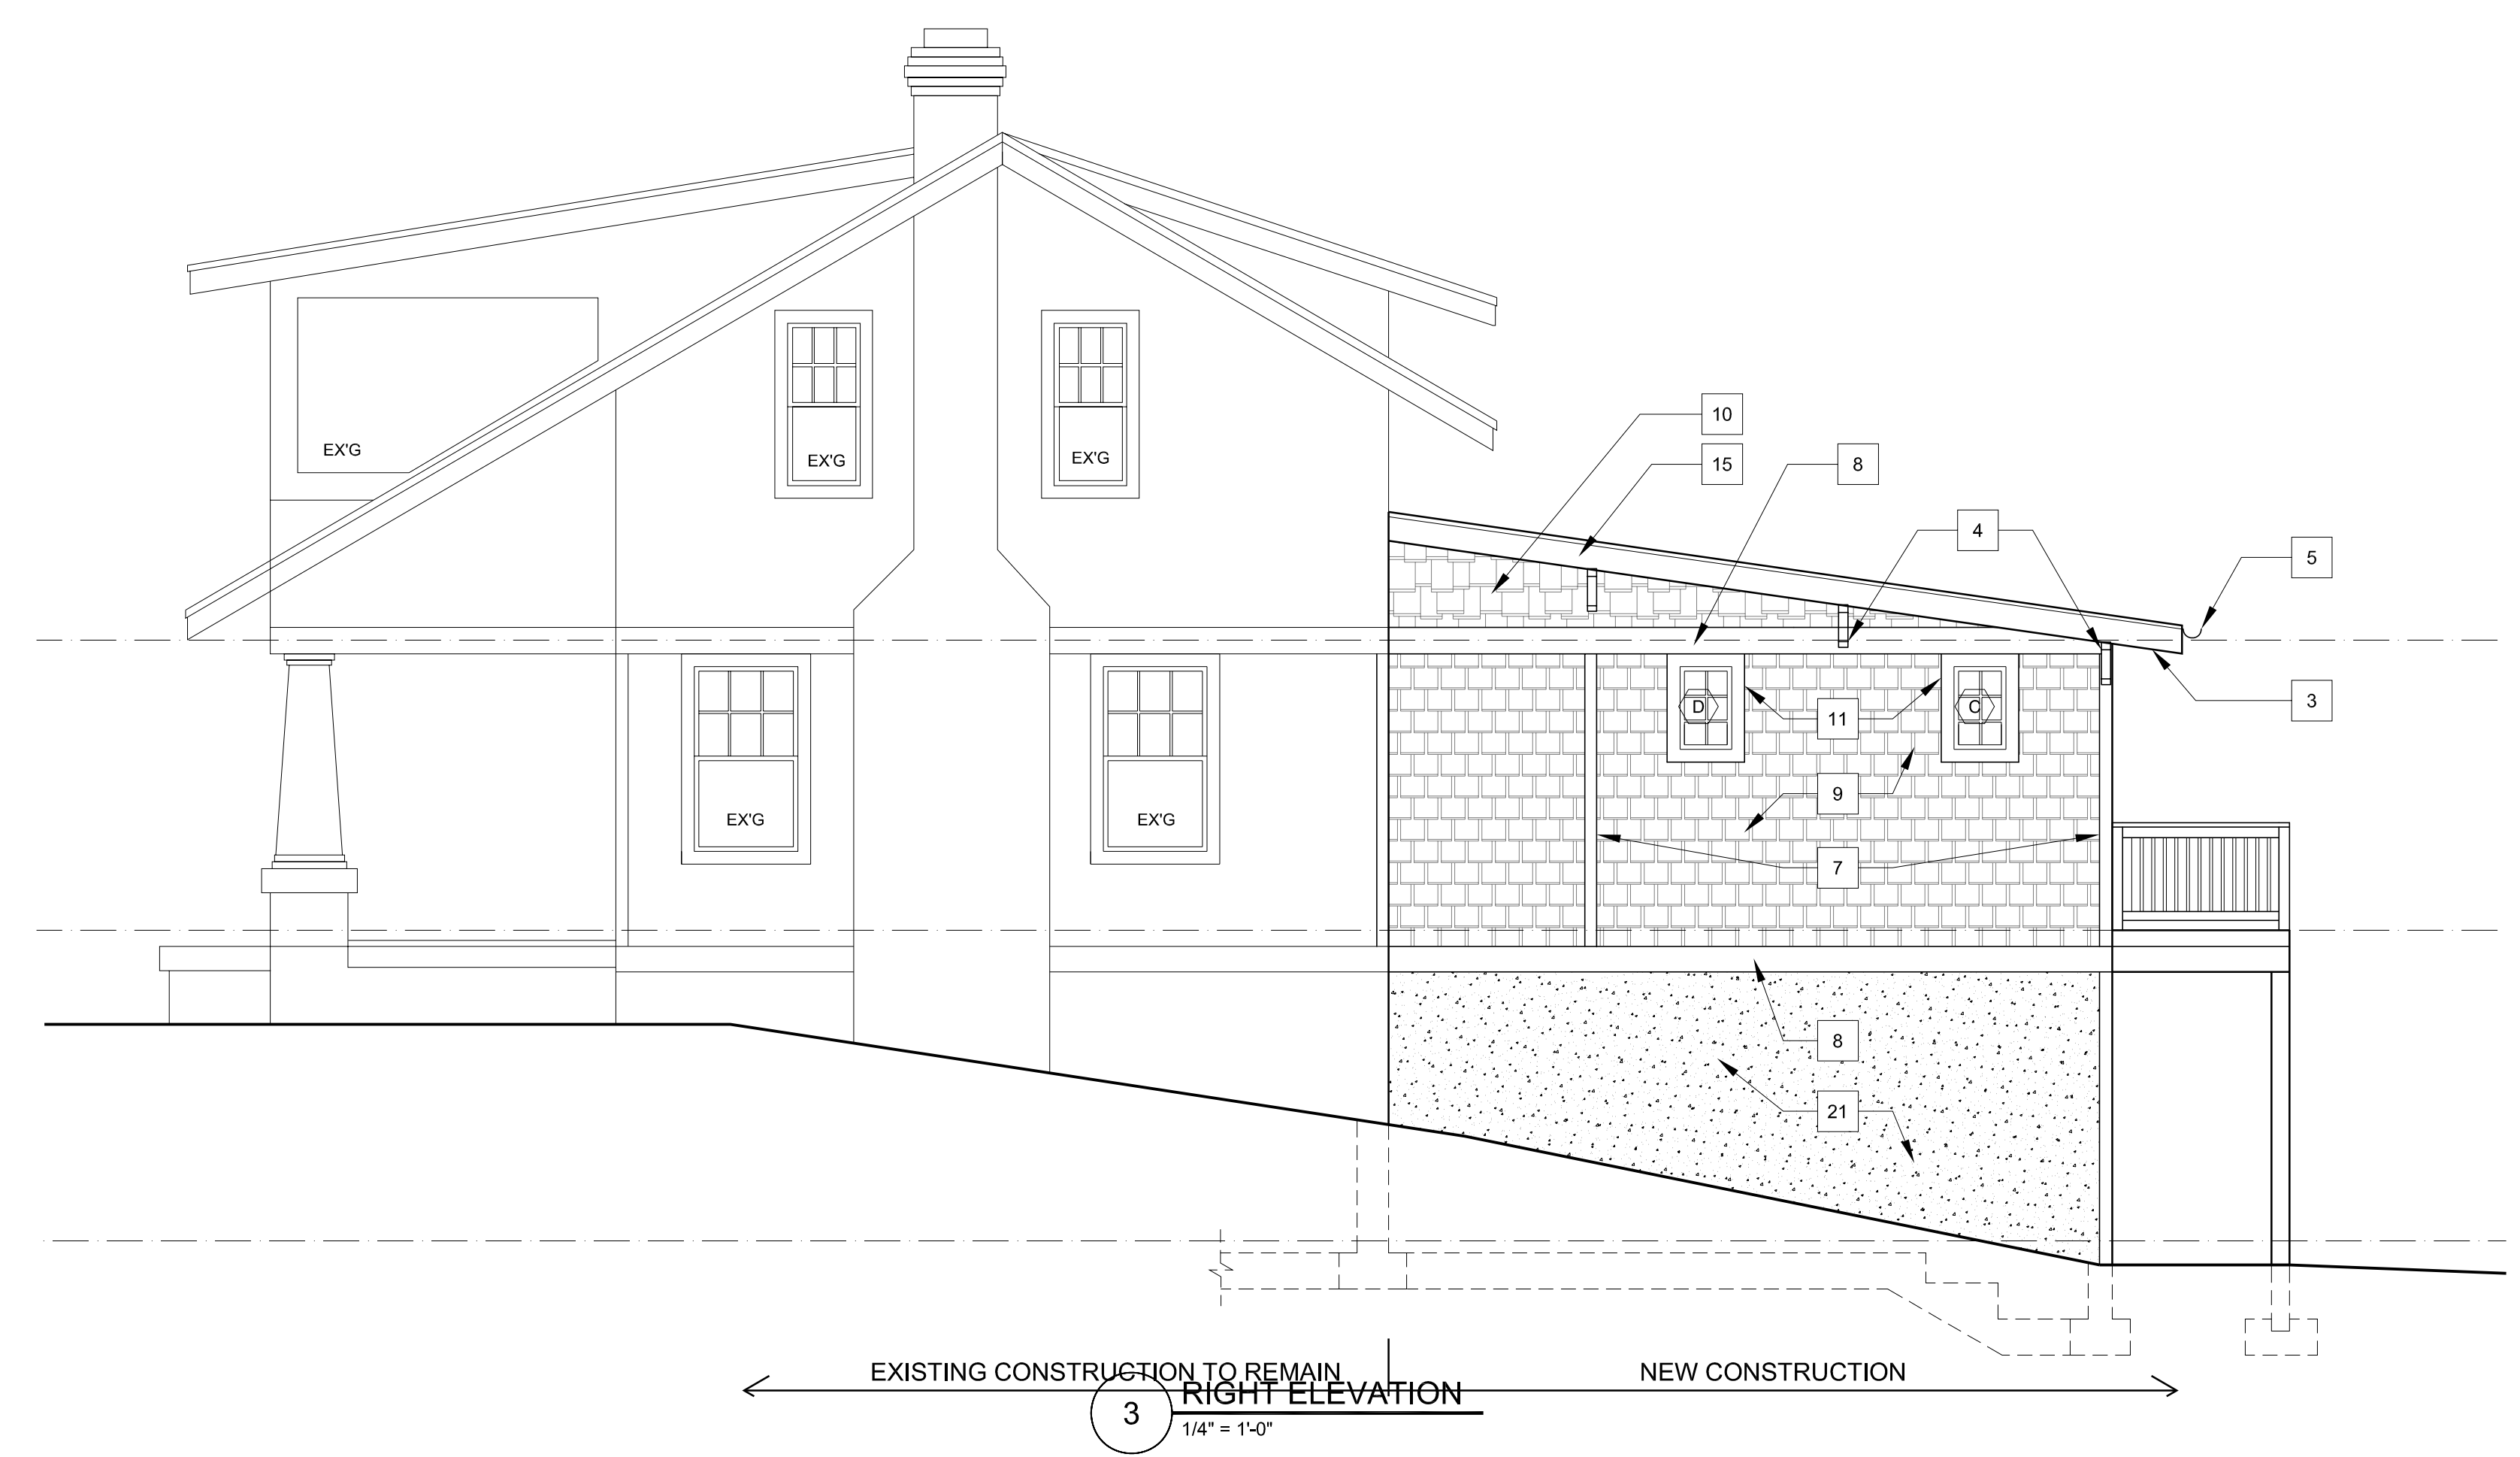 10
15
8
4
5
EX'G
EX'G
EX'G
3
D
11
C
9
EX'G
EX'G
7
8
21
EXISTING CONSTRUCTION TO REMAIN
NEW CONSTRUCTION
3
RIGHT ELEVATION
1/4" = 1'-0"